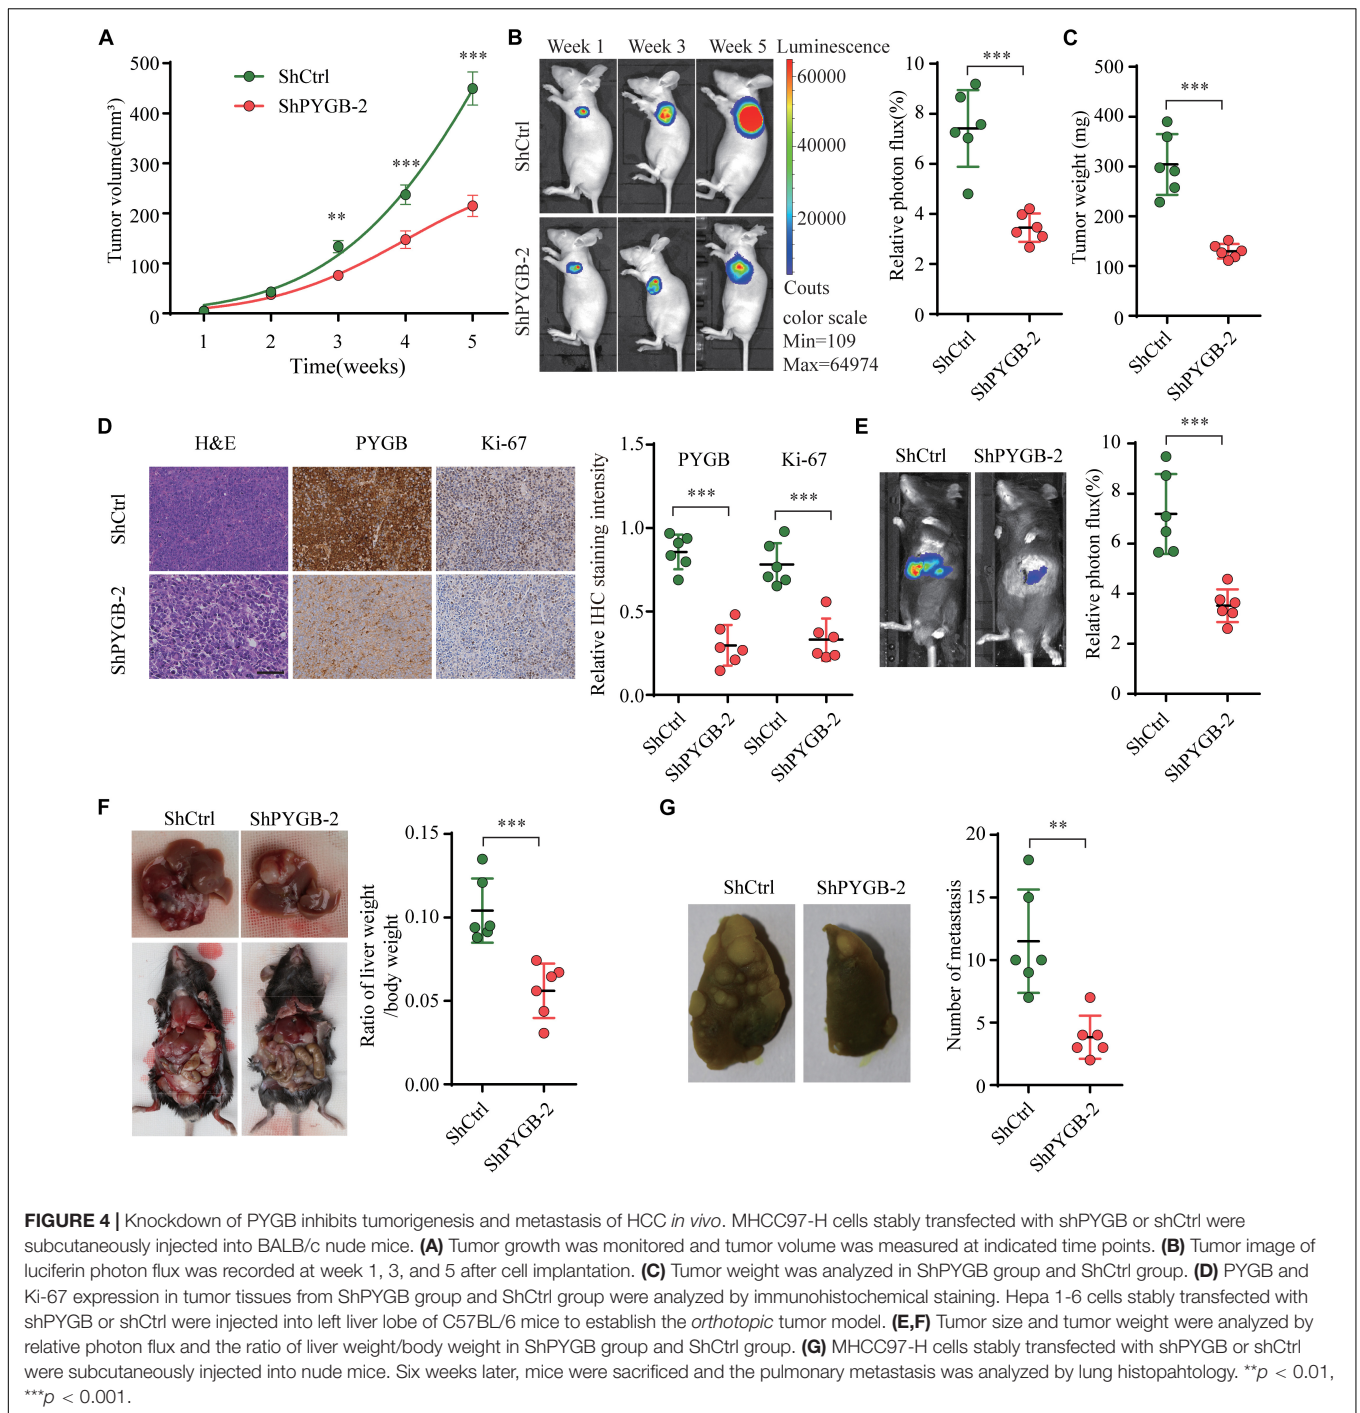 A
ShCtrl
ShPYGB-2
Tumor volume(mm³)
500
400
300
200
100
0
**
***
***
1 2 3 4 5
Time(weeks)
B
Week 1 Week 3 Week 5 Luminescence
ShCtrl
ShPYGB-2
60000
40000
20000
Couts
color scale
Min=109
Max=64974
Relative photon flux(%)
10
8
6
4
2
0
***
ShCtrl
ShPYGB-2
C
Tumor weight (mg)
500
400
300
200
100
0
***
ShCtrl
ShPYGB-2
D
H&E PYGB Ki-67
ShCtrl
ShPYGB-2
Relative IHC staining intensity
1.5
1.0
0.5
0.0
PYGB Ki-67
*** ***
ShCtrl
ShPYGB-2
ShCtrl
ShPYGB-2
E
ShCtrl ShPYGB-2
Relative photon flux(%)
10
8
6
4
2
0
***
ShCtrl
ShPYGB-2
F
ShCtrl ShPYGB-2
Ratio of liver weight
/body weight
0.15
0.10
0.05
0.00
***
ShCtrl
ShPYGB-2
G
ShCtrl ShPYGB-2
Number of metastasis
20
15
10
5
0
**
ShCtrl
ShPYGB-2
FIGURE 4 | Knockdown of PYGB inhibits tumorigenesis and metastasis of HCC in vivo. MHCC97-H cells stably transfected with shPYGB or shCtrl were
subcutaneously injected into BALB/c nude mice. (A) Tumor growth was monitored and tumor volume was measured at indicated time points. (B) Tumor image of
luciferin photon flux was recorded at week 1, 3, and 5 after cell implantation. (C) Tumor weight was analyzed in ShPYGB group and ShCtrl group. (D) PYGB and
Ki-67 expression in tumor tissues from ShPYGB group and ShCtrl group were analyzed by immunohistochemical staining. Hepa 1-6 cells stably transfected with
shPYGB or shCtrl were injected into left liver lobe of C57BL/6 mice to establish the orthotopic tumor model. (E,F) Tumor size and tumor weight were analyzed by
relative photon flux and the ratio of liver weight/body weight in ShPYGB group and ShCtrl group. (G) MHCC97-H cells stably transfected with shPYGB or shCtrl
were subcutaneously injected into nude mice. Six weeks later, mice were sacrificed and the pulmonary metastasis was analyzed by lung histopahtology. **p < 0.01,
***p < 0.001.